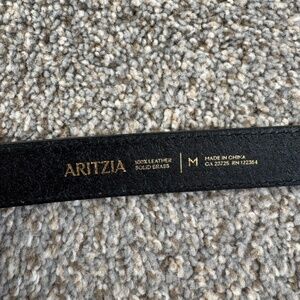 ARITZIA
100% LEATHER
SOLID BRASS
M
MADE IN CHINA
CA 23725 RN 122364